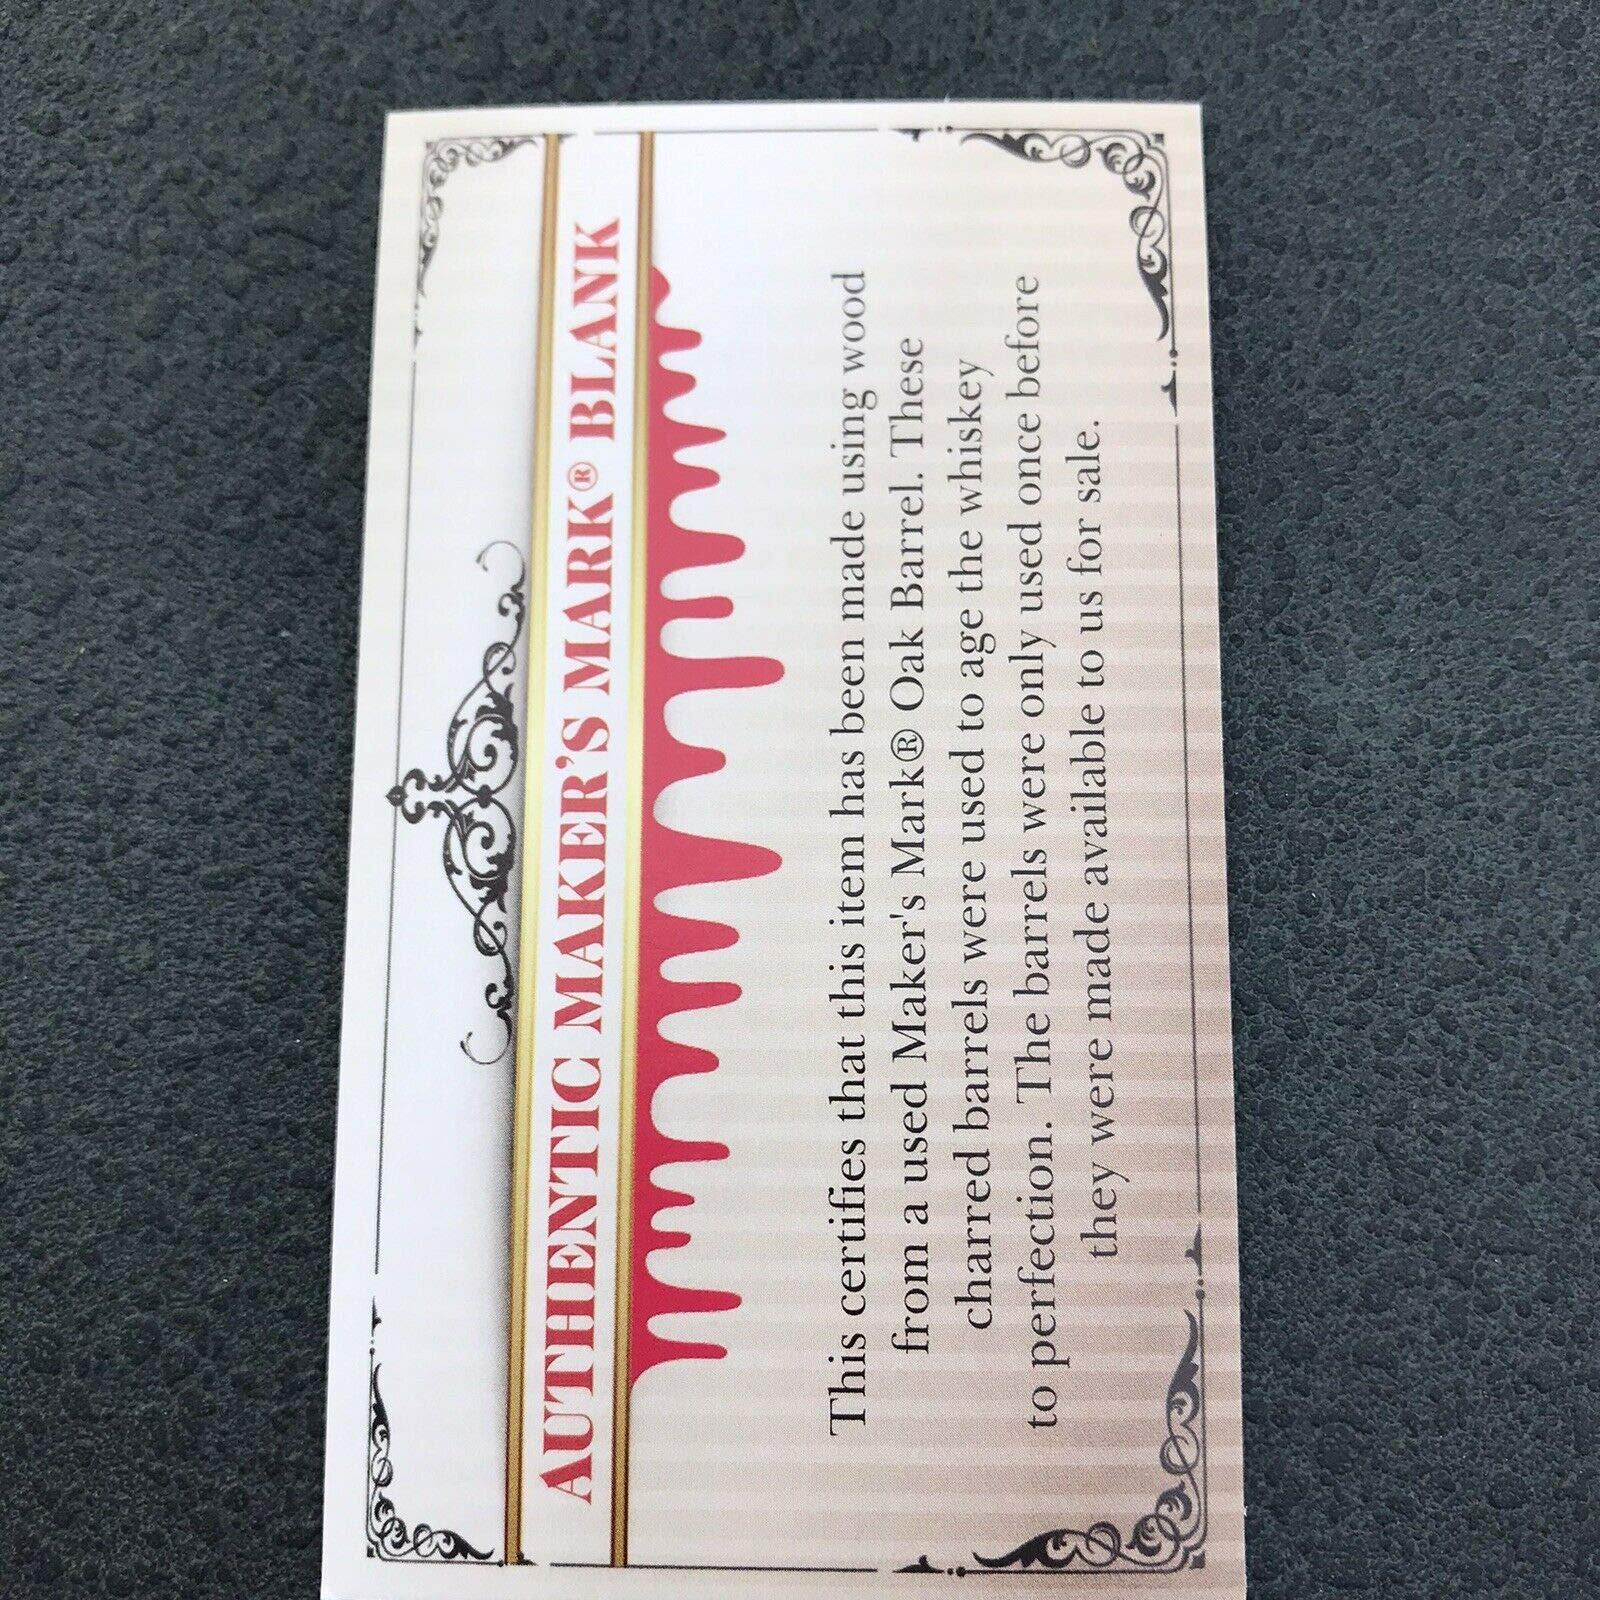 AUTHENTIC MAKER'S MARK® BLANK
This certifies that this item has been made using wood
from a used Maker's Mark® Oak Barrel. These
charred barrels were used to age the whiskey
to perfection. The barrels were only used once before
they were made available to us for sale.